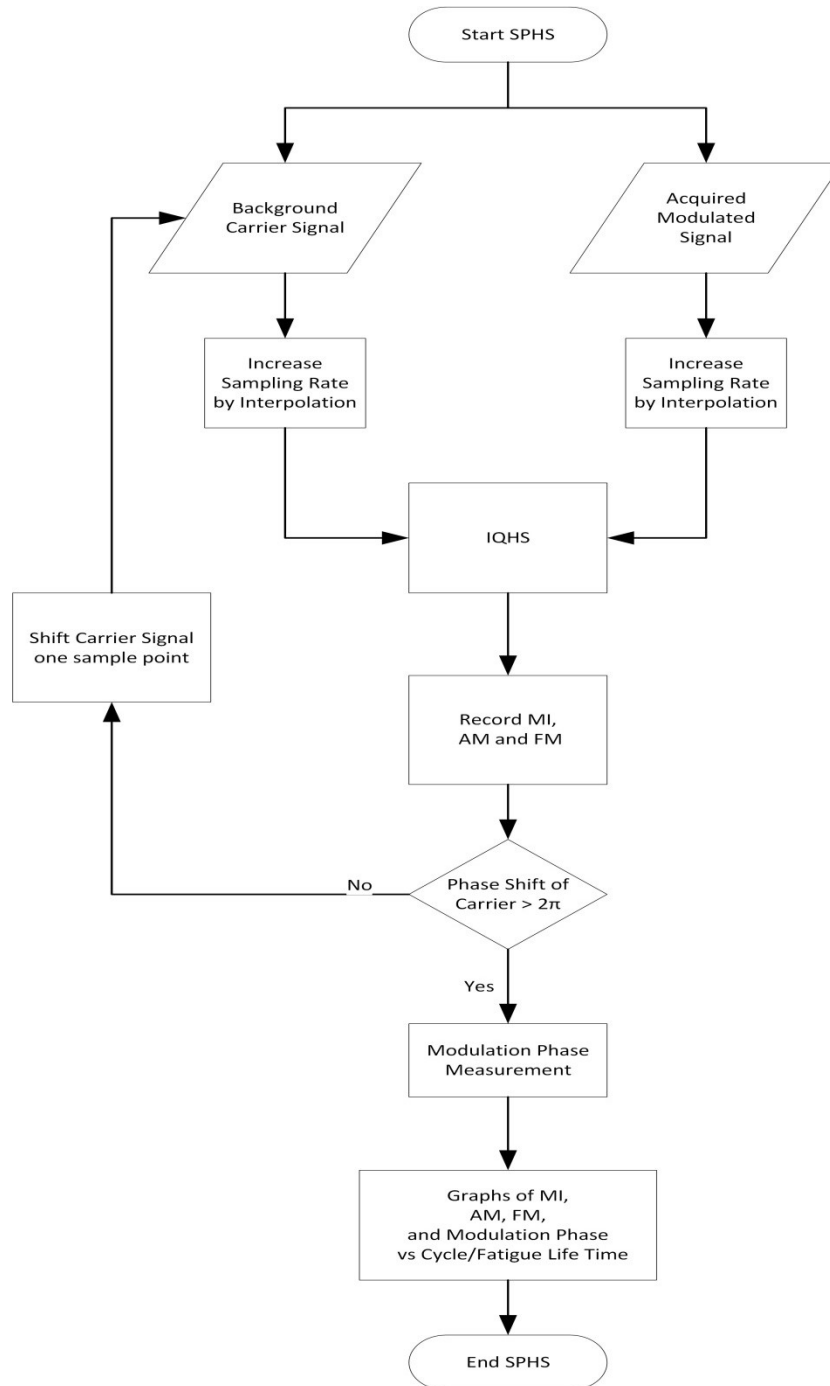 Start SPHS
Background
Carrier Signal
Acquired
Modulated
Signal
Increase
Sampling Rate
by Interpolation
Increase
Sampling Rate
by Interpolation
IQHS
Shift Carrier Signal
one sample point
Record MI,
AM and FM
No
Phase Shift of
Carrier > 2π
Yes
Modulation Phase
Measurement
Graphs of MI,
AM, FM,
and Modulation Phase
vs Cycle/Fatigue Life Time
End SPHS